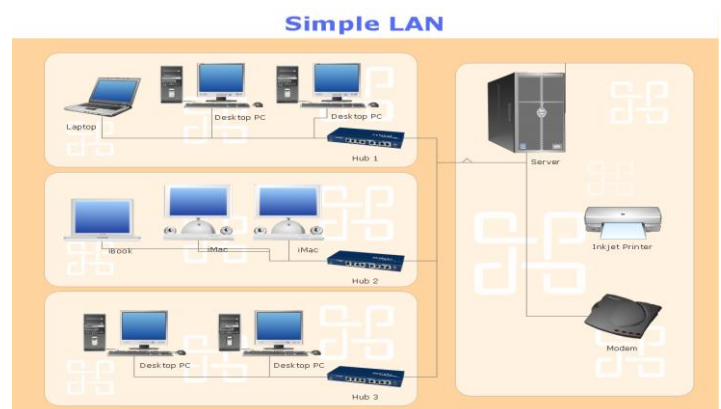 Simple LAN
Laptop
Desktop PC
Desktop PC
Hub 1
iBook
iMac
iMac
Hub 2
Desktop PC
Desktop PC
Hub 3
Server
Inkjet Printer
Modem